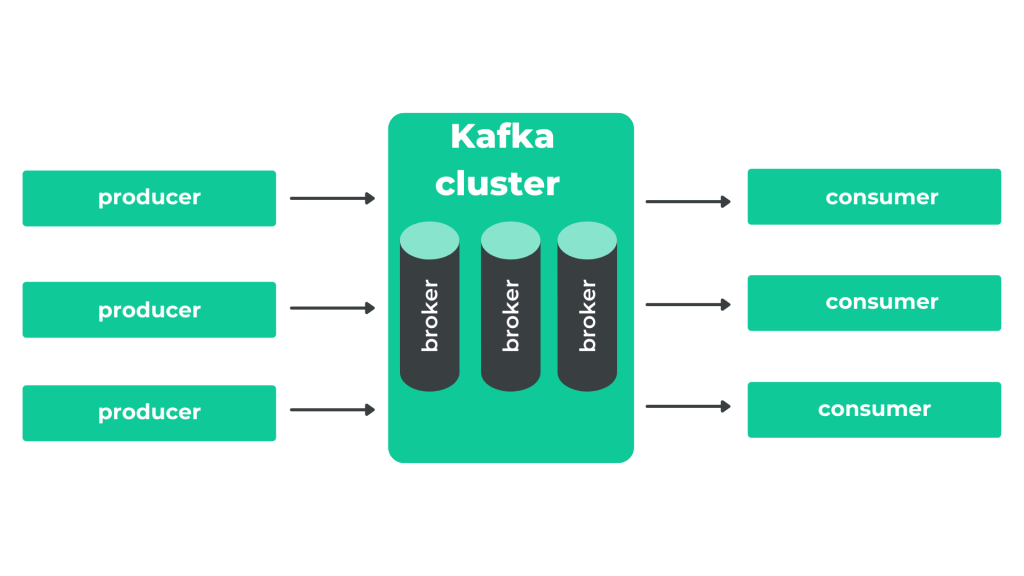 Kafka
cluster
producer
producer
producer
broker
broker
broker
consumer
consumer
consumer